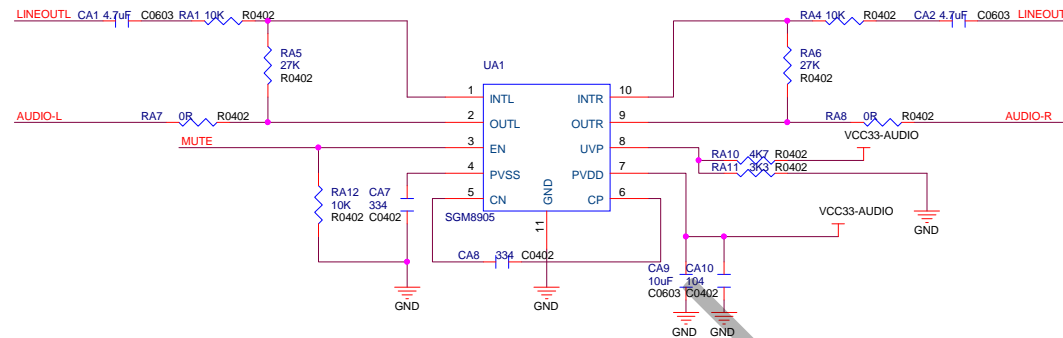 LINEOUTL CA1 4.7uF C0603 RA1 10K R0402
RA4 10K R0402 CA2 4.7uF C0603 LINEOUT
RA5
27K
R0402
RA6
27K
R0402
UA1
1 INTL INTR 10
2 OUTL OUTR 9
3 EN UVP 8
4 PVSS PVDD 7
5 CN GND CP 6
11
SGM8905
AUDIO-L RA7 0R R0402
RA8 0R R0402 AUDIO-R
MUTE
VCC33-AUDIO
RA10 4K7 R0402
RA11 3K3 R0402
RA12
10K
R0402
CA7
334
C0402
VCC33-AUDIO
GND
CA8 334 C0402
CA9
10uF
C0603
CA10
104
C0402
GND
GND
GND
GND